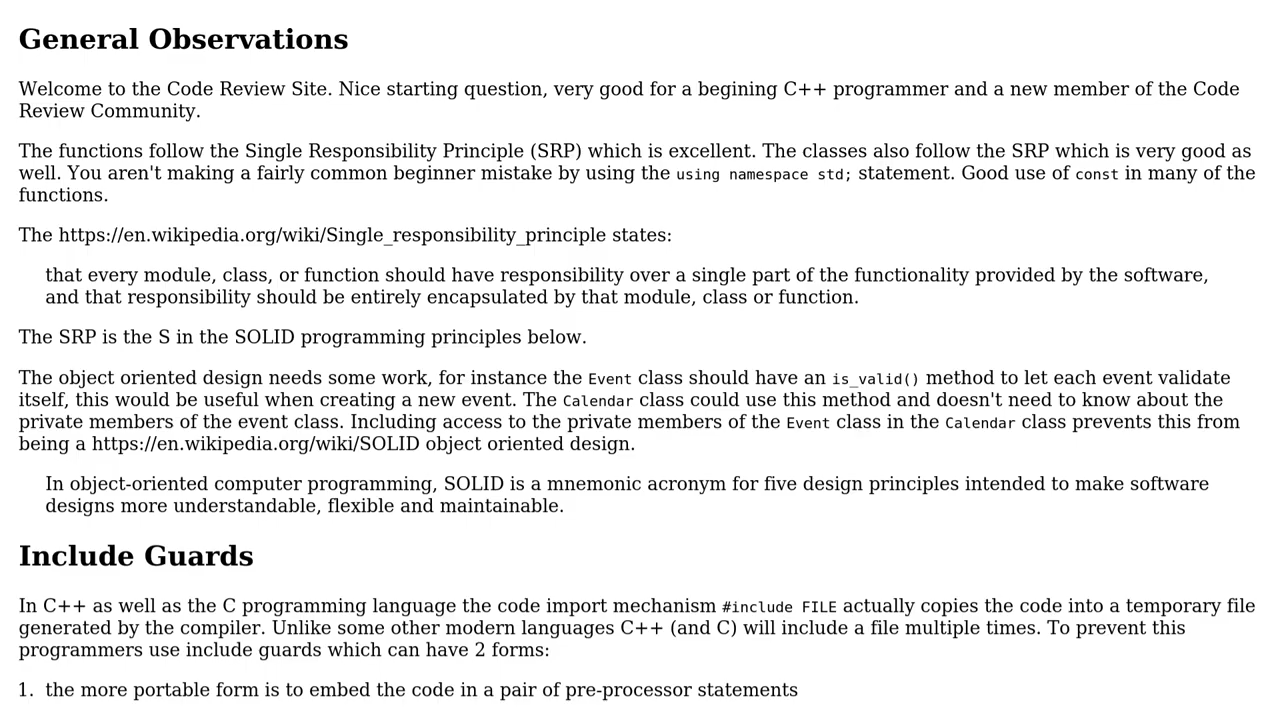 General Observations
Welcome to the Code Review Site. Nice starting question, very good for a begining C++ programmer and a new member of the Code
Review Community.
The functions follow the Single Responsibility Principle (SRP) which is excellent. The classes also follow the SRP which is very good as
well. You aren't making a fairly common beginner mistake by using the using namespace std; statement. Good use of const in many of the
functions.
The https://en.wikipedia.org/wiki/Single_responsibility_principle states:
that every module, class, or function should have responsibility over a single part of the functionality provided by the software,
and that responsibility should be entirely encapsulated by that module, class or function.
The SRP is the S in the SOLID programming principles below.
The object oriented design needs some work, for instance the Event class should have an is_valid() method to let each event validate
itself, this would be useful when creating a new event. The Calendar class could use this method and doesn't need to know about the
private members of the event class. Including access to the private members of the Event class in the Calendar class prevents this from
being a https://en.wikipedia.org/wiki/SOLID object oriented design.
In object-oriented computer programming, SOLID is a mnemonic acronym for five design principles intended to make software
designs more understandable, flexible and maintainable.
Include Guards
In C++ as well as the C programming language the code import mechanism #include FILE actually copies the code into a temporary file
generated by the compiler. Unlike some other modern languages C++ (and C) will include a file multiple times. To prevent this
programmers use include guards which can have 2 forms:
1. the more portable form is to embed the code in a pair of pre-processor statements